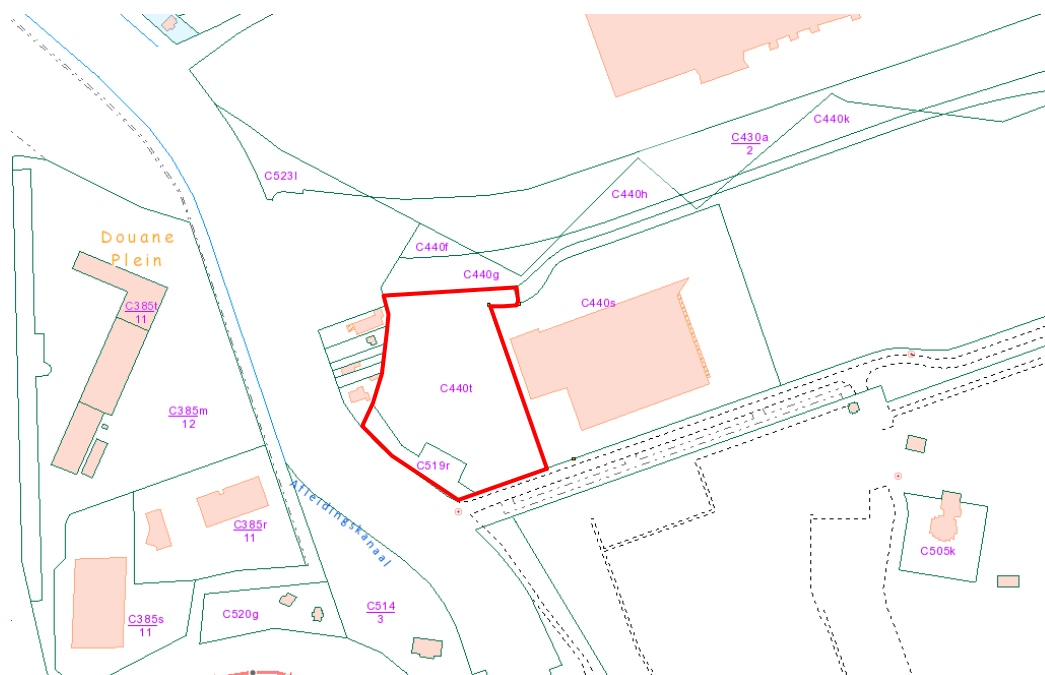 C440k
C430a
2
C523l
C440h
Douane
Plein
C440f
C440g
C385t
11
C440s
C440t
C385m
12
C519r
Afleidingskanaal
C385r
11
C505k
C514
3
C520g
C385s
11